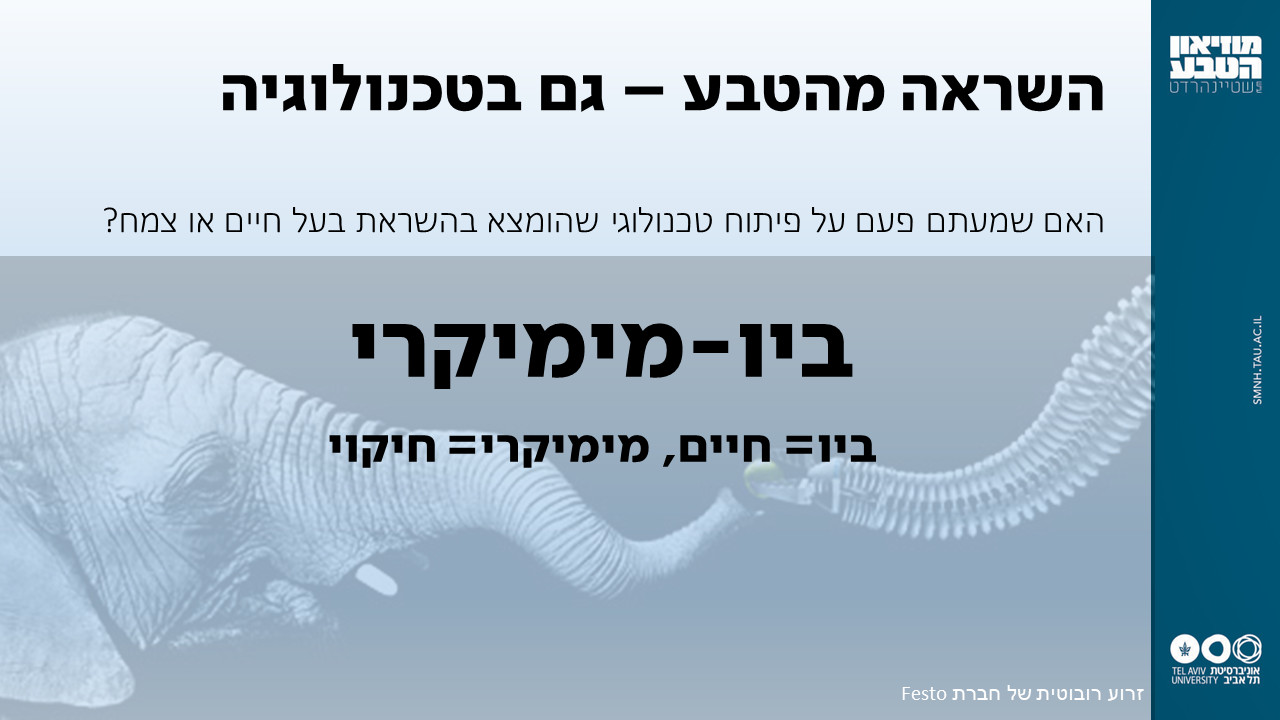 השראה מהטבע – גם בטכנולוגיה
האם שמעתם פעם על פיתוח טכנולוגי שהומצא בהשראת בעל חיים או צמח?
ביו-מימיקרי
ביו= חיים, מימיקרי= חיקוי
זרוע רובוטית של חברת Festo
מוזיאון
הטבע
שטיינהרדט
SMNH.TAU.AC.IL
TEL AVIV אוניברסיטת
UNIVERSITY תל אביב